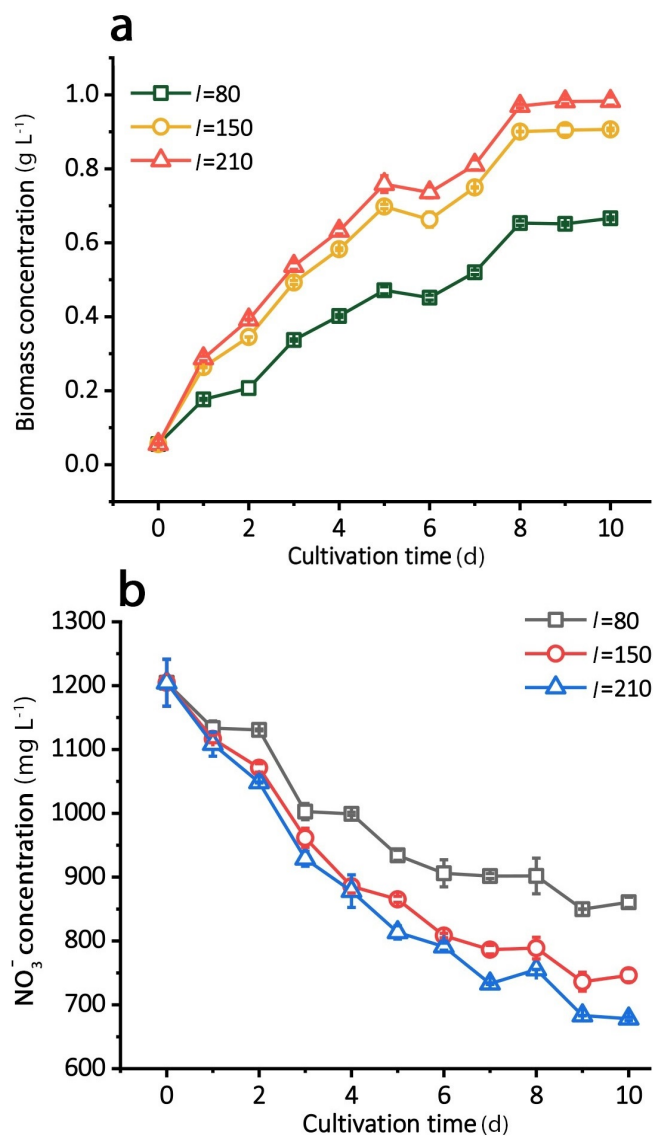 a
Biomass concentration (g L⁻¹)
1.0
0.8
0.6
0.4
0.2
0.0
l=80
l=150
l=210
0 2 4 6 8 10
Cultivation time (d)
b
NO₃⁻ concentration (mg L⁻¹)
1300
1200
1100
1000
900
800
700
600
l=80
l=150
l=210
0 2 4 6 8 10
Cultivation time (d)